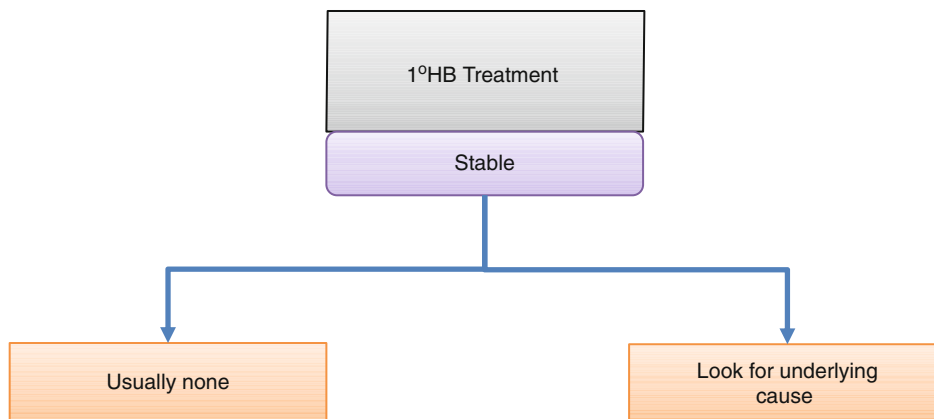 1ºHB Treatment
Stable
Usually none
Look for underlying
cause